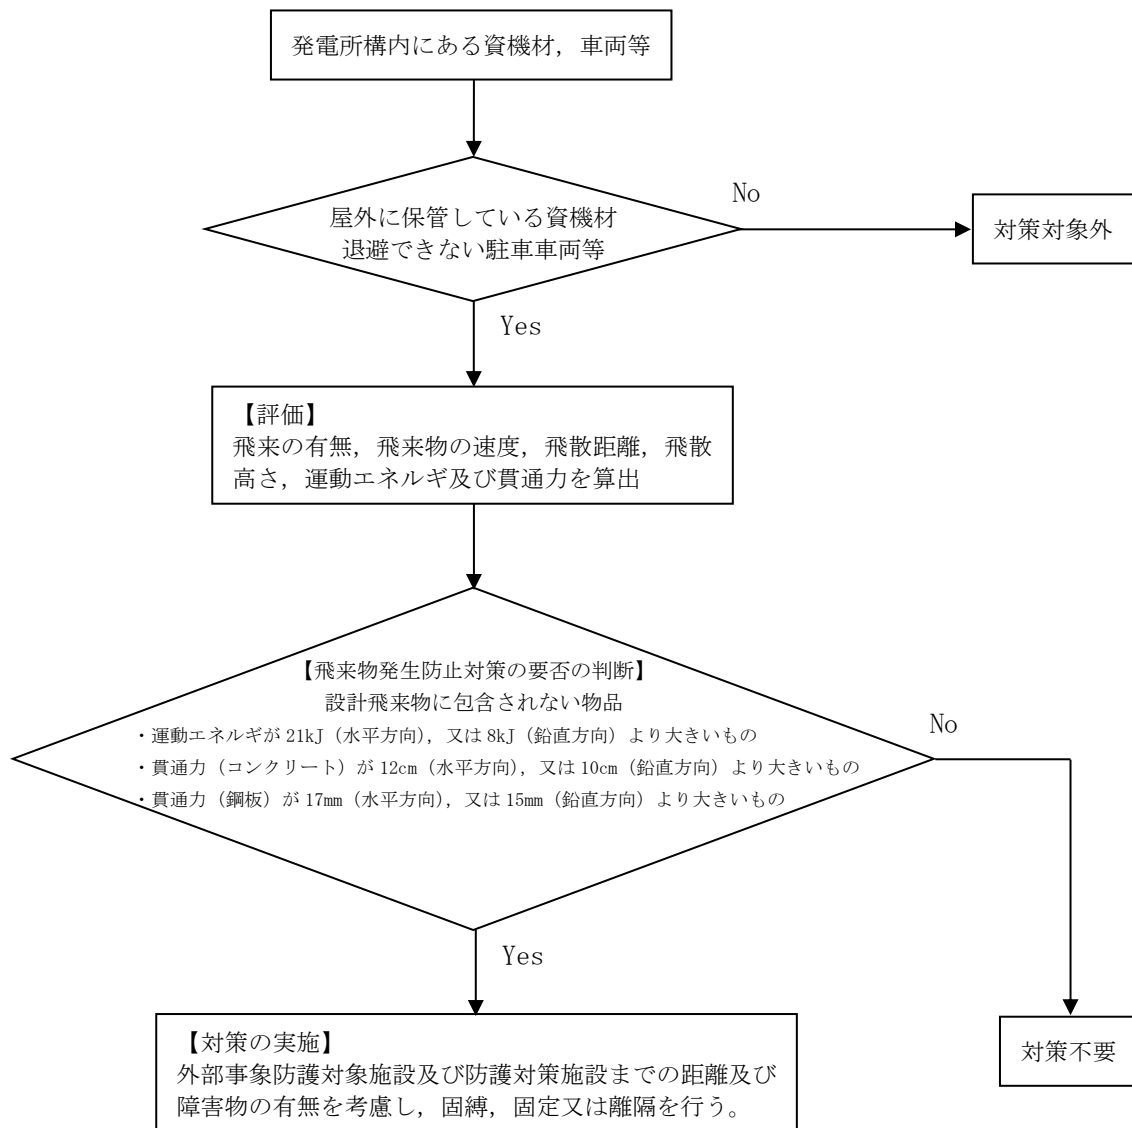 発電所構内にある資機材，車両等
No
屋外に保管している資機材
退避できない駐車車両等
対策対象外
Yes
【評価】
飛来の有無，飛来物の速度，飛散距離，飛散
高さ，運動エネルギ及び貫通力を算出
【飛来物発生防止対策の要否の判断】
設計飛来物に包含されない物品
・運動エネルギが 21kJ（水平方向），又は 8kJ（鉛直方向）より大きいもの
・貫通力（コンクリート）が 12cm（水平方向），又は 10cm（鉛直方向）より大きいもの
・貫通力（鋼板）が 17mm（水平方向），又は 15mm（鉛直方向）より大きいもの
No
Yes
【対策の実施】
外部事象防護対象施設及び防護対策施設までの距離及び
障害物の有無を考慮し，固縛，固定又は離隔を行う。
対策不要